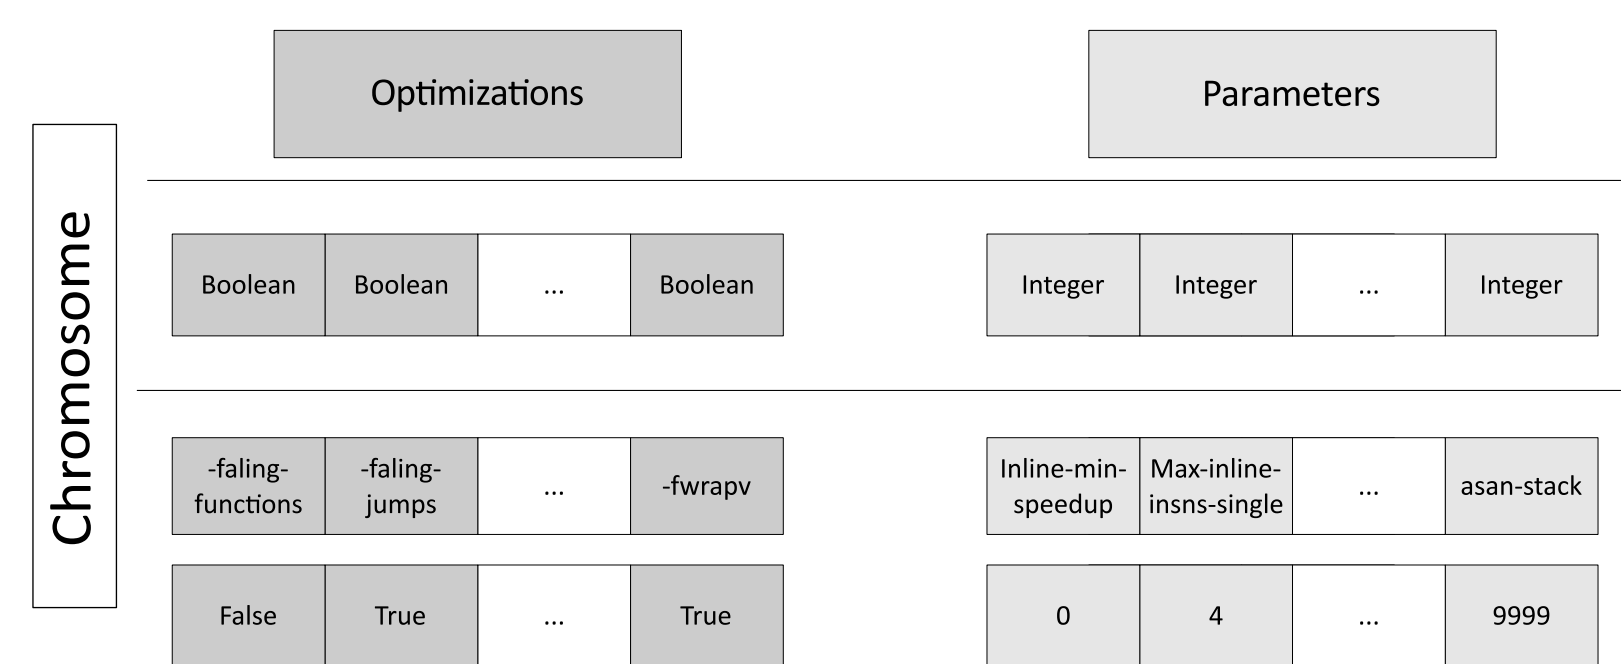 Optimizations
Parameters
Chromosome
Boolean
Boolean
...
Boolean
Integer
Integer
...
Integer
-faling-
functions
-faling-
jumps
...
-fwrapv
Inline-min-
speedup
Max-inline-
insns-single
...
asan-stack
False
True
...
True
0
4
...
9999